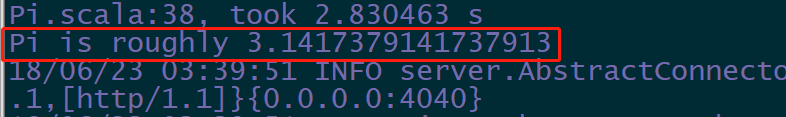 Pi.scala:38, took 2.830463 s
Pi is roughly 3.1417379141737913
18/06/23 03:39:51 INFO server.AbstractConnecto
.1,[http/1.1]}{0.0.0.0:4040}